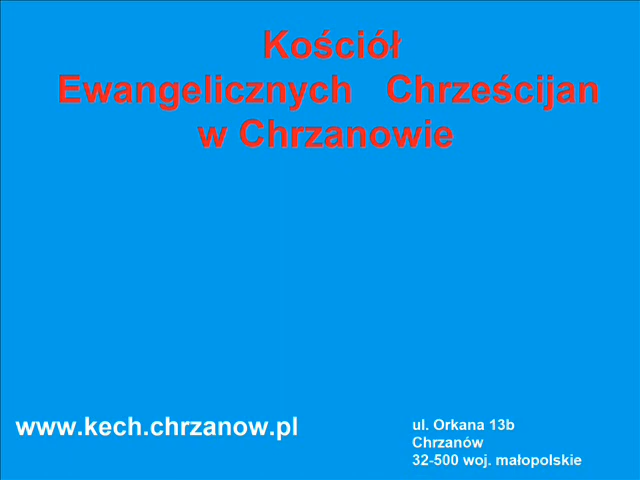 Kościół
Ewangelicznych Chrześcijan
w Chrzanowie
www.kech.chrzanow.pl
ul. Orkana 13b
Chrzanów
32-500 woj. małopolskie